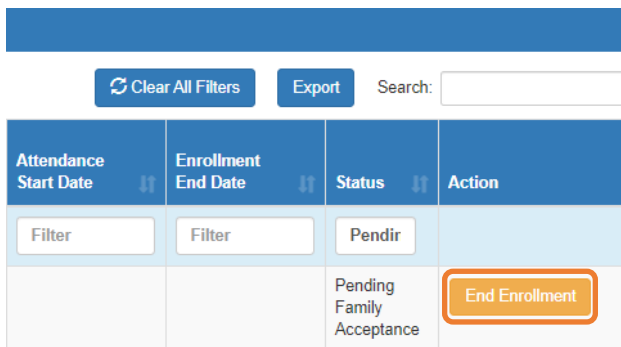 Clear All Filters Export Search:
Attendance Start Date
Enrollment End Date
Status
Action
Filter Filter Pendir
Pending
Family
Acceptance
End Enrollment